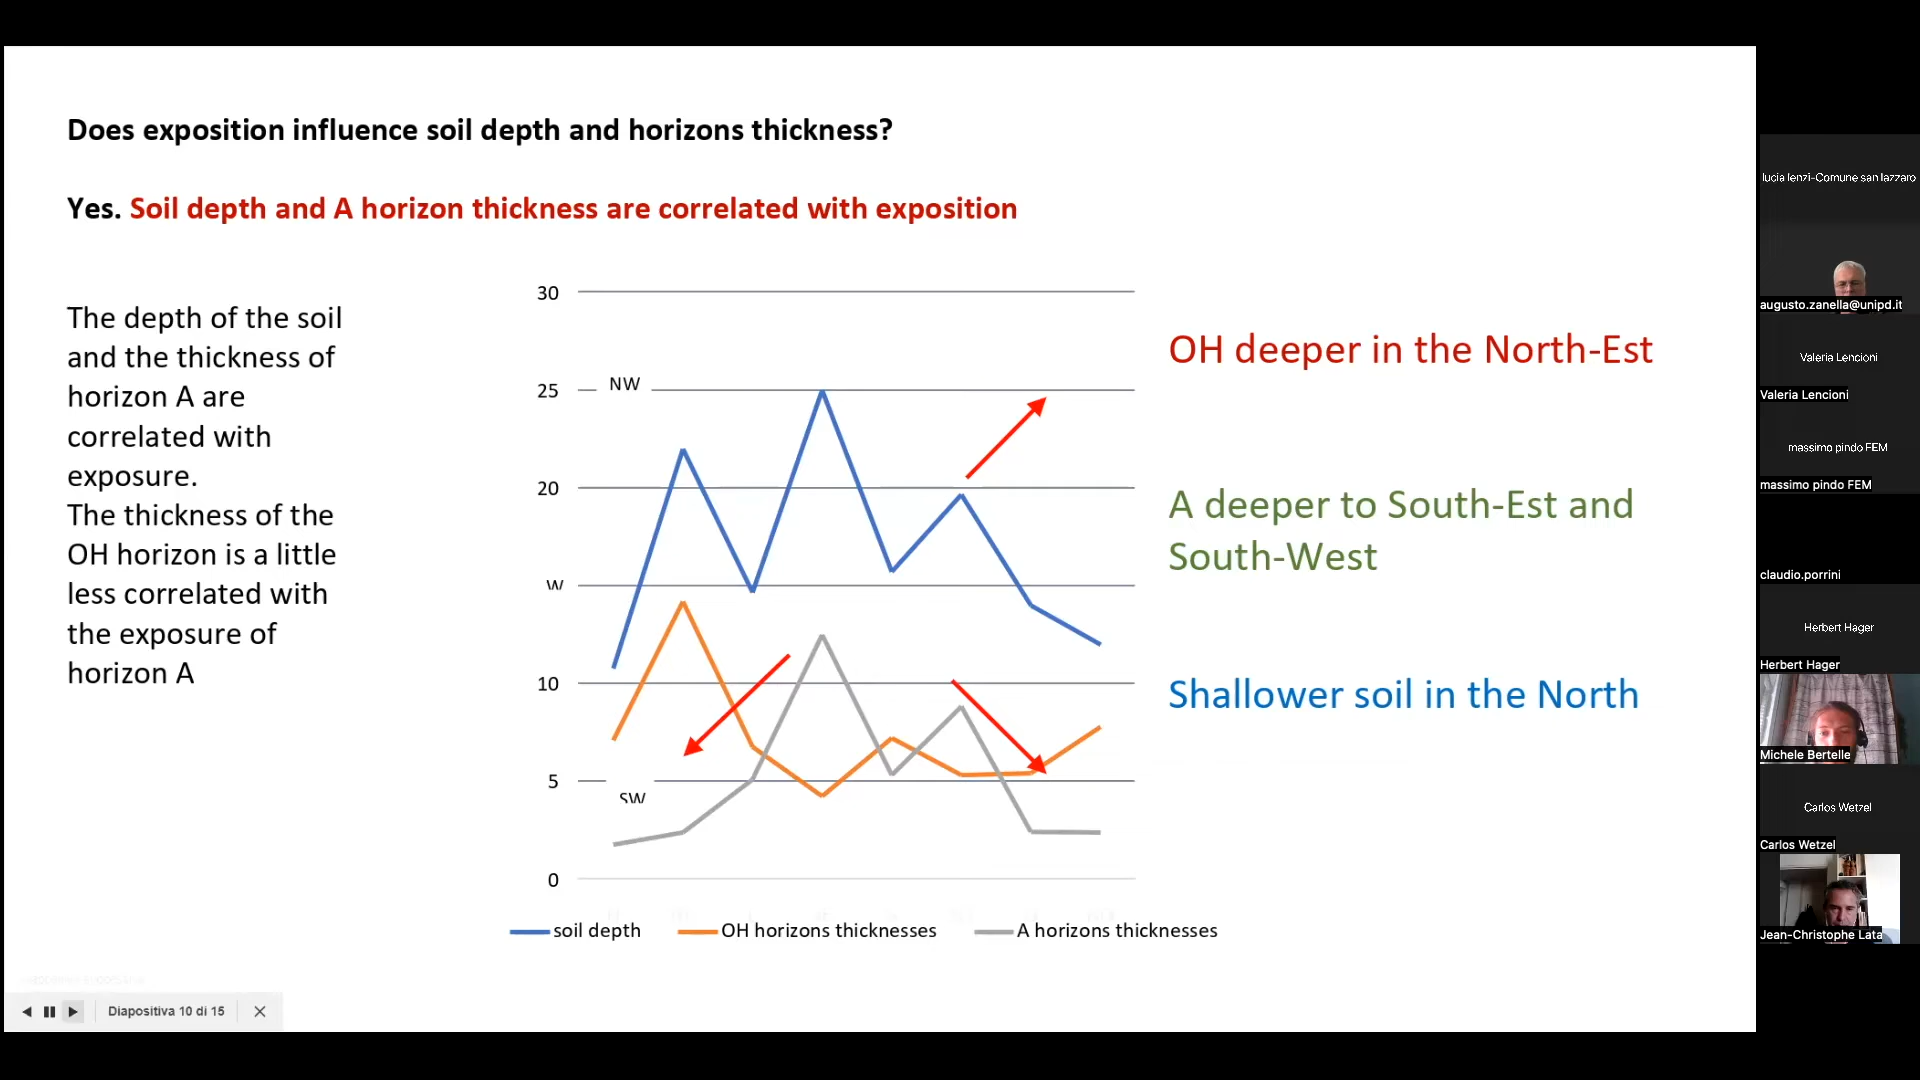 Does exposition influence soil depth and horizons thickness?
Yes. Soil depth and A horizon thickness are correlated with exposition
The depth of the soil
and the thickness of
horizon A are
correlated with
exposure.
The thickness of the
OH horizon is a little
less correlated with
the exposure of
horizon A
30
25
NW
20
W
10
5
SW
0
soil depth
OH horizons thicknesses
A horizons thicknesses
OH deeper in the North-Est
A deeper to South-Est and
South-West
Shallower soil in the North
Diapositiva 10 di 15
lucia lenzi-Comune san lazzaro
augusto.zanella@unipd.it
Valeria Lencioni
Valeria Lencioni
massimo pindo FEM
massimo pindo FEM
claudio.porrini
Herbert Hager
Herbert Hager
Michele Bertelle
Carlos Wetzel
Carlos Wetzel
Jean-Christophe Lata